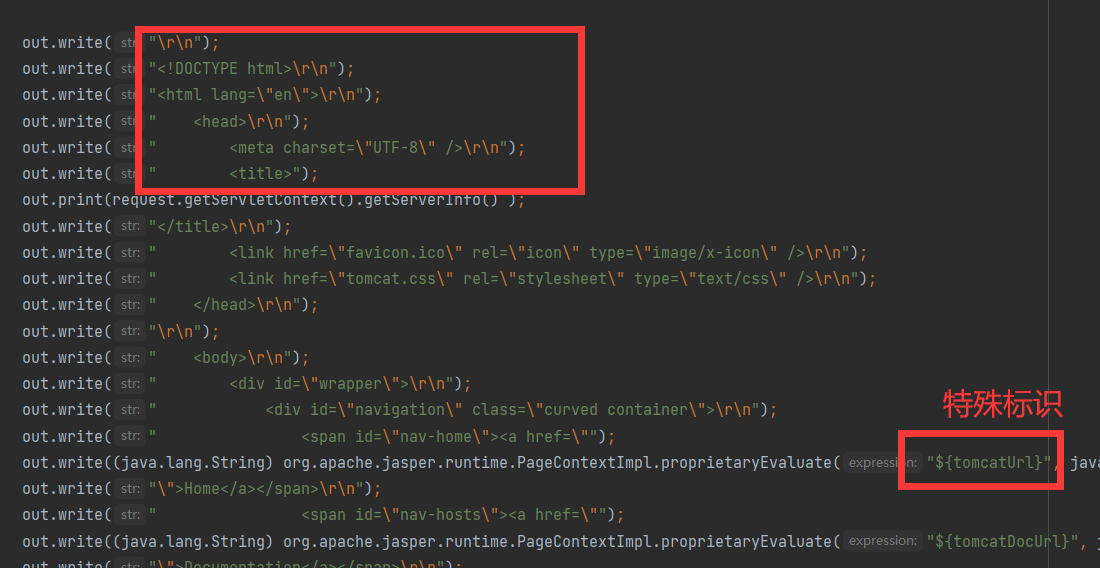 out.write( str: "\r\n");
out.write( str: "<!DOCTYPE html>\r\n");
out.write( str: "<html lang=\"en\">\r\n");
out.write( str: "    <head>\r\n");
out.write( str: "        <meta charset=\"UTF-8\" />\r\n");
out.write( str: "        <title>");
out.print(request.getServletContext().getServerInfo() );
out.write( str: "</title>\r\n");
out.write( str: "        <link href=\"favicon.ico\" rel=\"icon\" type=\"image/x-icon\" />\r\n");
out.write( str: "        <link href=\"tomcat.css\" rel=\"stylesheet\" type=\"text/css\" />\r\n");
out.write( str: "    </head>\r\n");
out.write( str: "\r\n");
out.write( str: "    <body>\r\n");
out.write( str: "        <div id=\"wrapper\">\r\n");
特殊标识
out.write( str: "            <div id=\"navigation\" class=\"curved container\">\r\n");
out.write( str: "                <span id=\"nav-home\"><a href=\"");
out.write((java.lang.String) org.apache.jasper.runtime.PageContextImpl.proprietaryEvaluate( expression: "${tomcatUrl}", java
out.write( str: "\">Home</a></span>\r\n");
out.write( str: "                <span id=\"nav-hosts\"><a href=\"");
out.write((java.lang.String) org.apache.jasper.runtime.PageContextImpl.proprietaryEvaluate( expression: "${tomcatDocUrl}", j
out.write( str: "\">Documentation</a></span>\r\n");